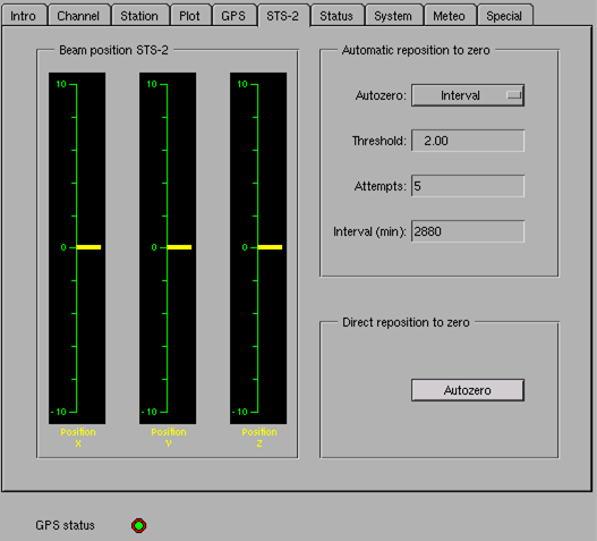 Intro Channel Station Plot GPS STS-2 Status System Meteo Special
Beam position STS-2
10 10 10
0 0 0
-10 -10 -10
Position Position Position
X Y Z
Automatic reposition to zero
Autozero: Interval
Threshold: 2.00
Attempts: 5
Interval (min): 2880
Direct reposition to zero
Autozero
GPS status